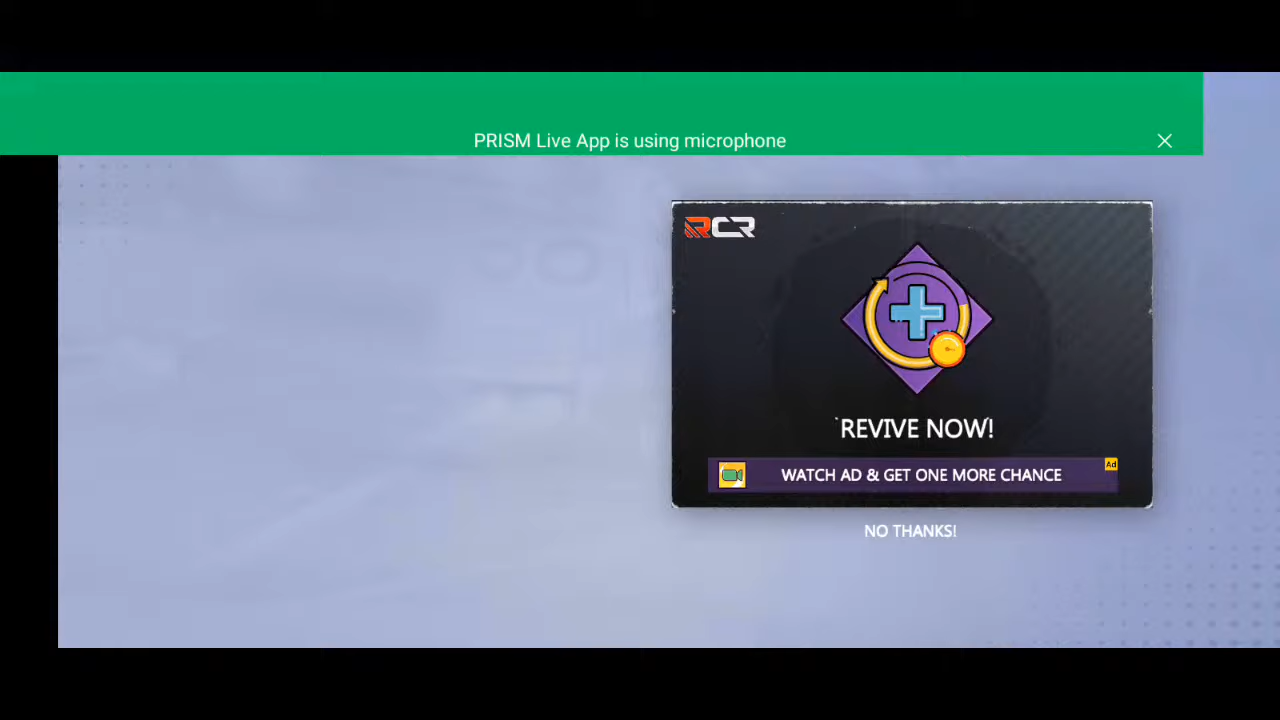 PRISM Live App is using microphone
RCR
REVIVE NOW!
WATCH AD & GET ONE MORE CHANCE
Ad
NO THANKS!